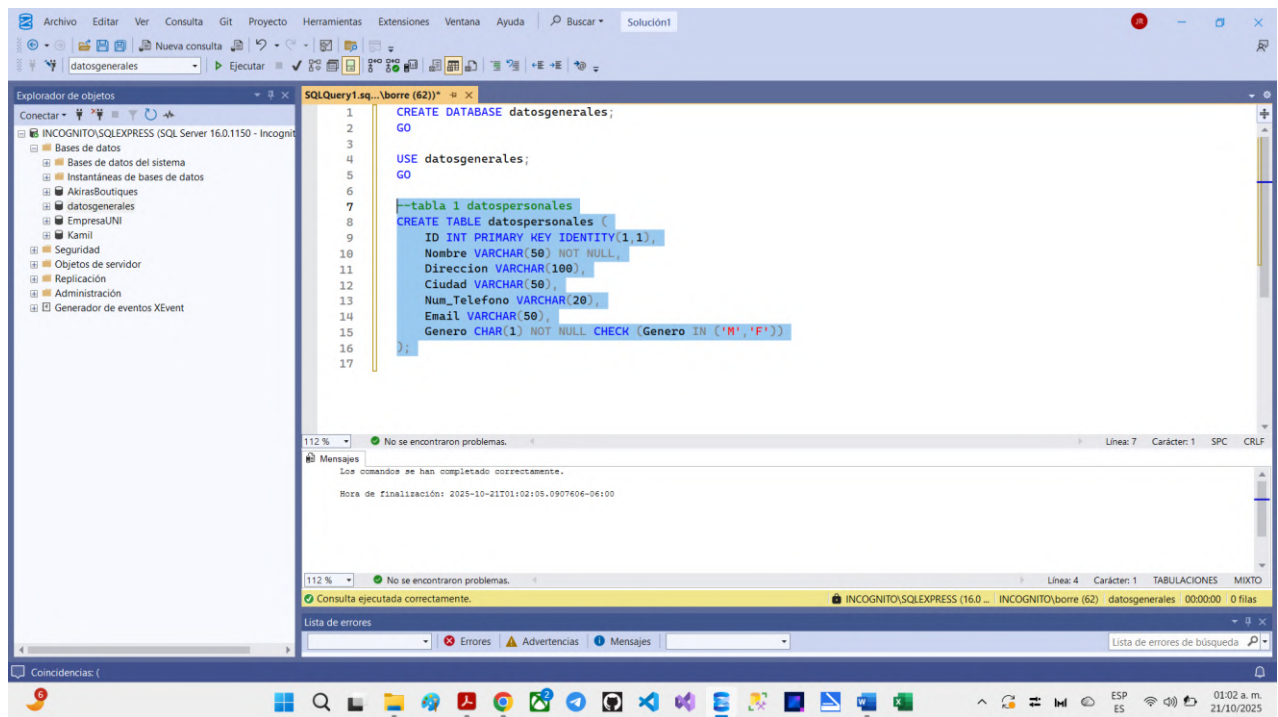 Archivo Editar Ver Consulta Git Proyecto Herramientas Extensiones Ventana Ayuda Buscar Solución1
JR
Nueva consulta
datosgenerales Ejecutar
Explorador de objetos
SQLQuery1.sq...\borre (62))*
Conectar
INCOGNITO\SQLEXPRESS (SQL Server 16.0.1150 - Incognit
Bases de datos
Bases de datos del sistema
Instantáneas de bases de datos
AkirasBoutiques
datosgenerales
EmpresaUNI
Kamil
Seguridad
Objetos de servidor
Replicación
Administración
Generador de eventos XEvent
1 CREATE DATABASE datosgenerales;
2 GO
3
4 USE datosgenerales;
5 GO
6
7 --tabla 1 datospersonales
8 CREATE TABLE datospersonales (
9 ID INT PRIMARY KEY IDENTITY(1,1),
10 Nombre VARCHAR(50) NOT NULL,
11 Direccion VARCHAR(100),
12 Ciudad VARCHAR(50),
13 Num_Telefono VARCHAR(20),
14 Email VARCHAR(50),
15 Genero CHAR(1) NOT NULL CHECK (Genero IN ('M','F'))
16 );
17
112 % No se encontraron problemas. Línea: 7 Carácter: 1 SPC CRLF
Mensajes
Los comandos se han completado correctamente.
Hora de finalización: 2025-10-21T01:02:05.0907606-06:00
112 % No se encontraron problemas. Línea: 4 Carácter: 1 TABULACIONES MIXTO
Consulta ejecutada correctamente. INCOGNITO\SQLEXPRESS (16.0 ... INCOGNITO\borre (62) datosgenerales 00:00:00 0 filas
Lista de errores
Errores Advertencias Mensajes Lista de errores de búsqueda
Coincidencias: (
6
ESP
ES
01:02 a. m.
21/10/2025